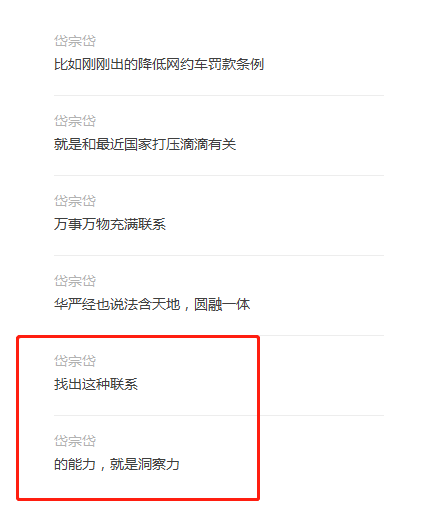 岱宗岱
比如刚刚出的降低网约车罚款条例
岱宗岱
就是和最近国家打压滴滴有关
岱宗岱
万事万物充满联系
岱宗岱
华严经也说法含天地，圆融一体
岱宗岱
找出这种联系
岱宗岱
的能力，就是洞察力